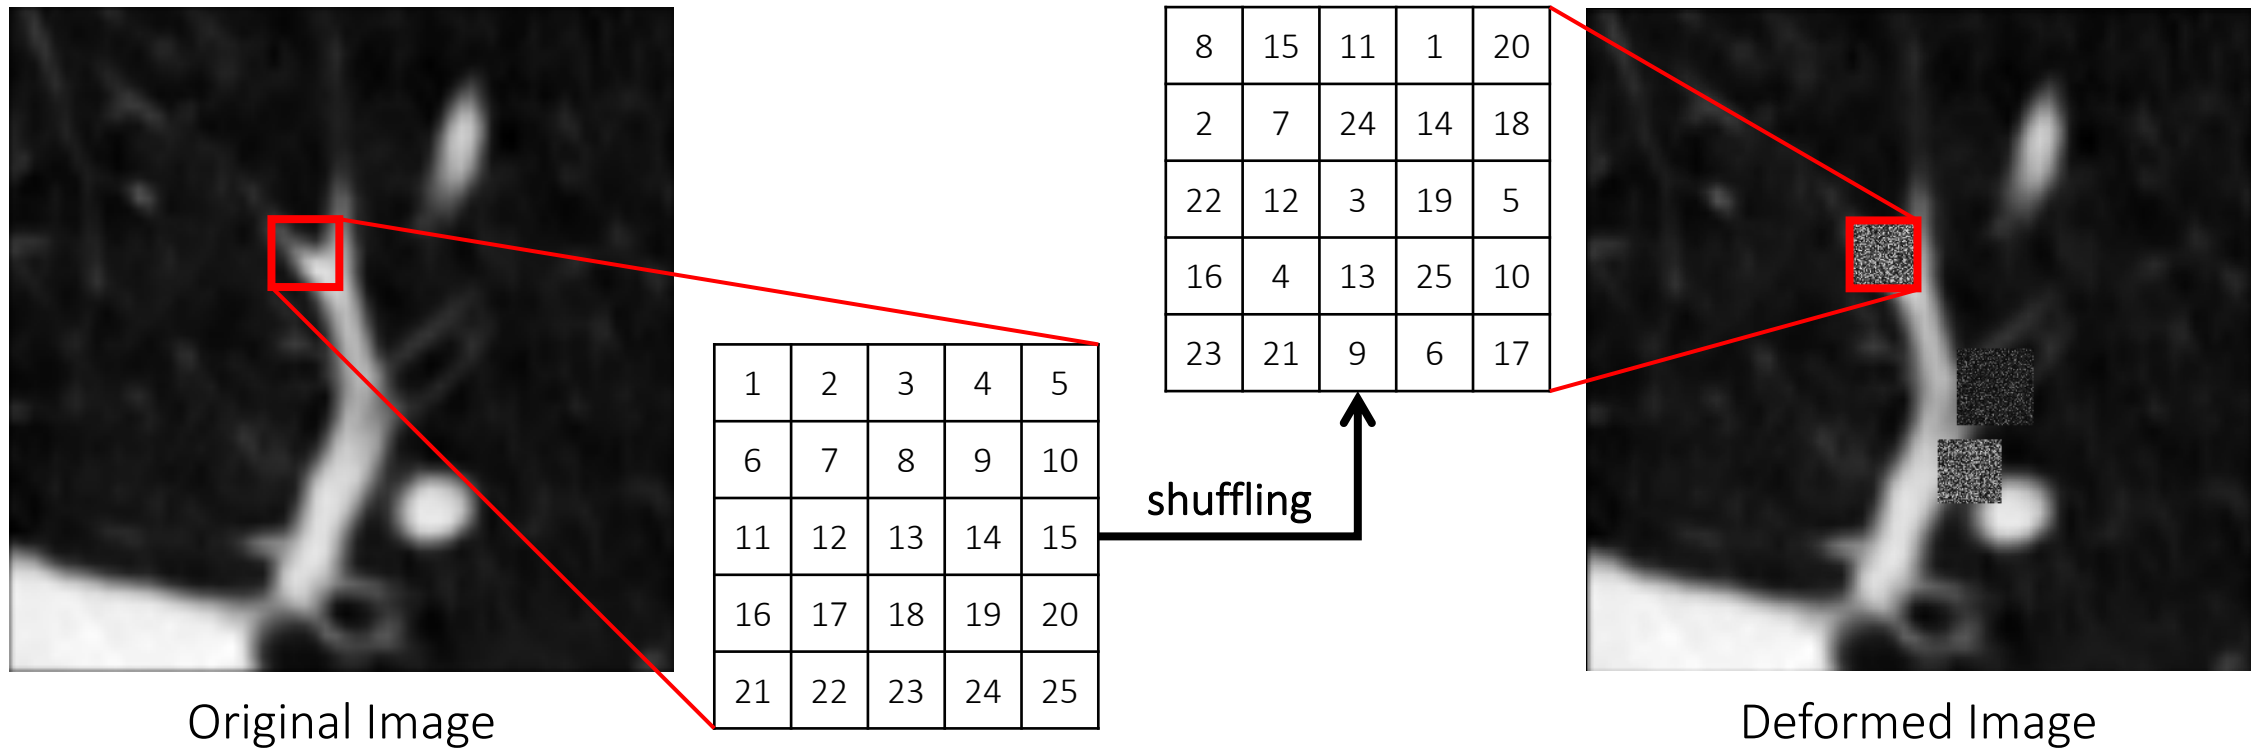 8 15 11 1 20
2 7 24 14 18
22 12 3 19 5
16 4 13 25 10
23 21 9 6 17
1 2 3 4 5
6 7 8 9 10
11 12 13 14 15
16 17 18 19 20
21 22 23 24 25
shuffling
Original Image
Deformed Image